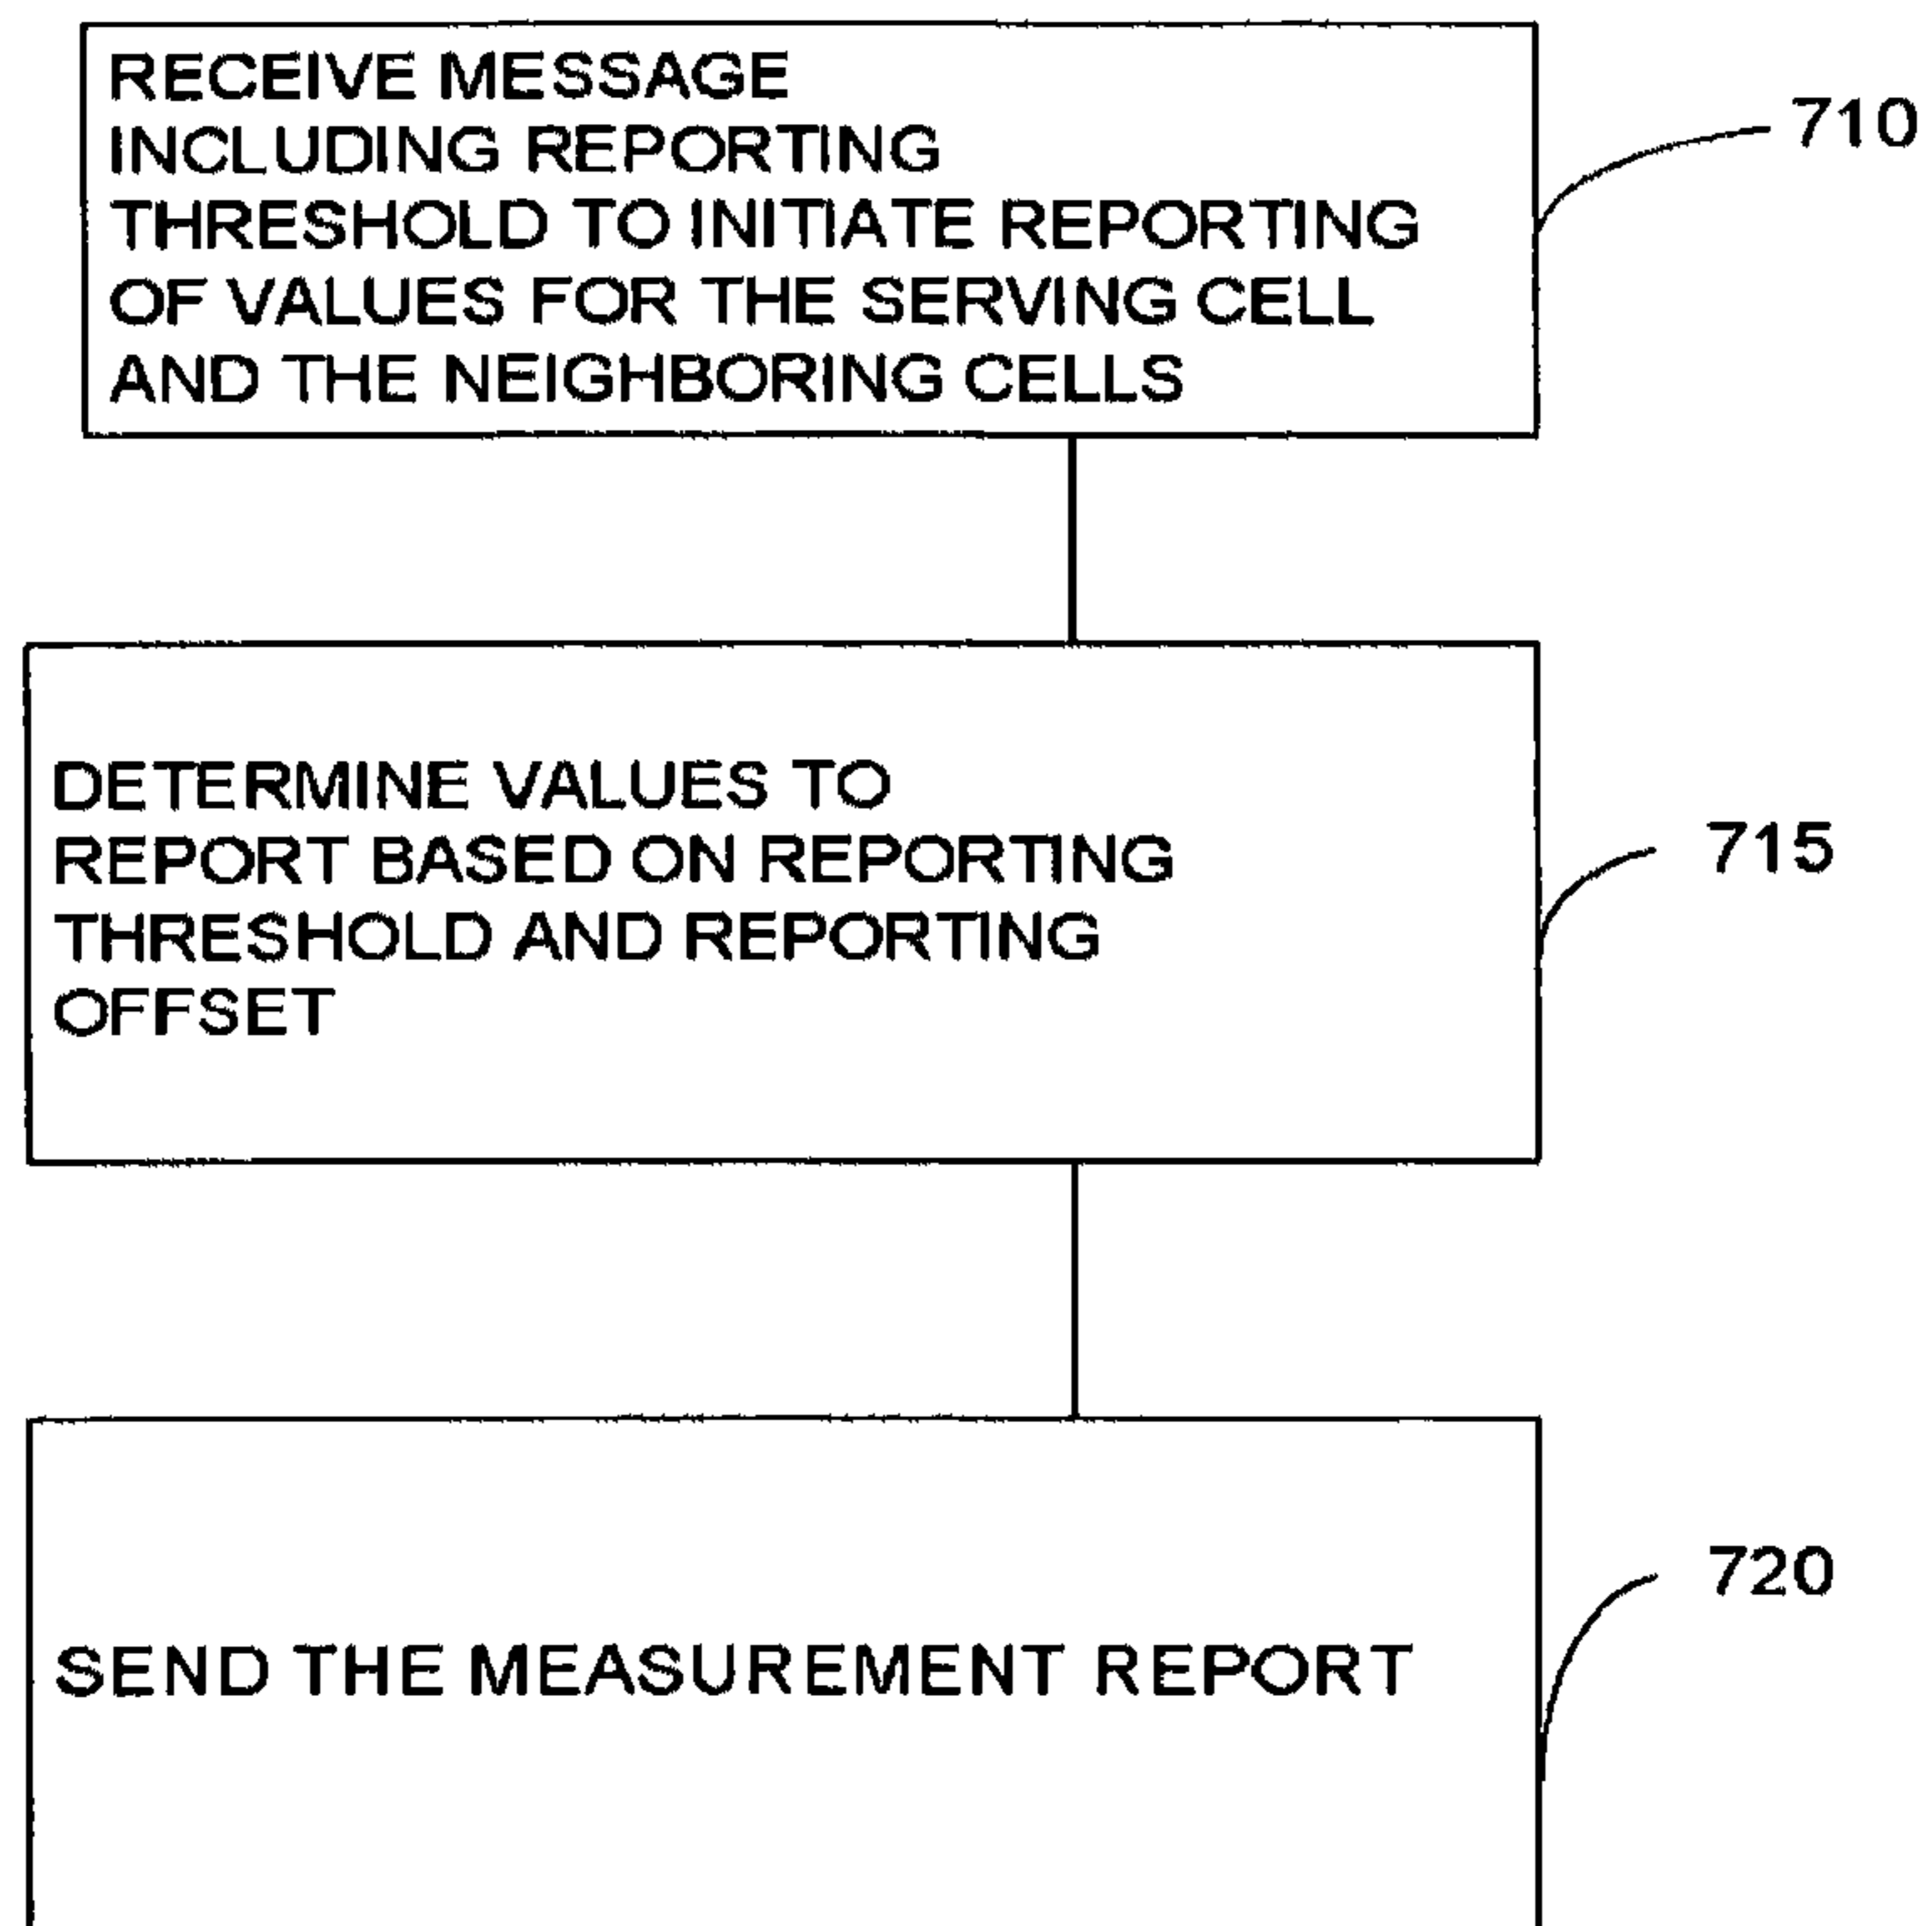 RECEIVE MESSAGE
INCLUDING REPORTING
THRESHOLD TO INITIATE REPORTING
OF VALUES FOR THE SERVING CELL
AND THE NEIGHBORING CELLS
710
DETERMINE VALUES TO
REPORT BASED ON REPORTING
THRESHOLD AND REPORTING
OFFSET
715
SEND THE MEASUREMENT REPORT
720